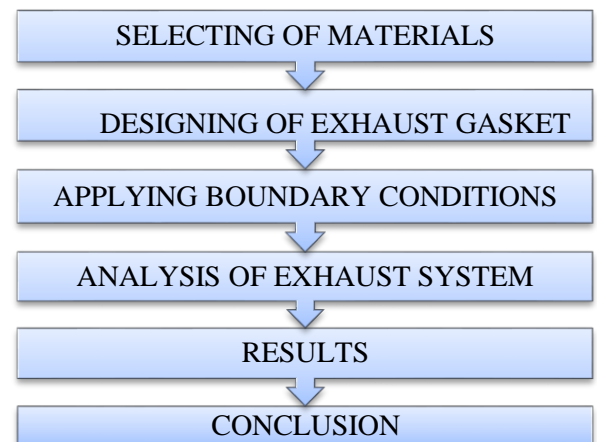 SELECTING OF MATERIALS
DESIGNING OF EXHAUST GASKET
APPLYING BOUNDARY CONDITIONS
ANALYSIS OF EXHAUST SYSTEM
RESULTS
CONCLUSION